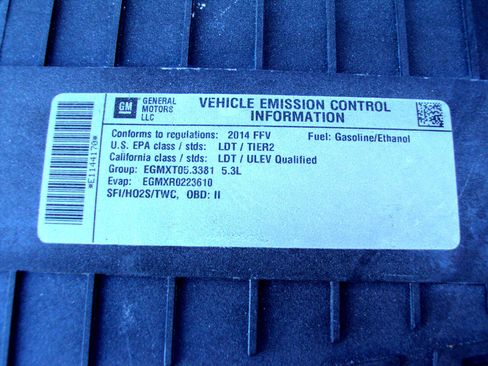 GM GENERAL MOTORS LLC
VEHICLE EMISSION CONTROL
INFORMATION
Conforms to regulations: 2014 FFV Fuel: Gasoline/Ethanol
U.S. EPA class / stds: LDT / TIER2
California class / stds: LDT / ULEV Qualified
Group: EGMXT05.3381 5.3L
Evap: EGMXR0223610
SFI/HO2S/TWC, OBD: II
*E1144170*